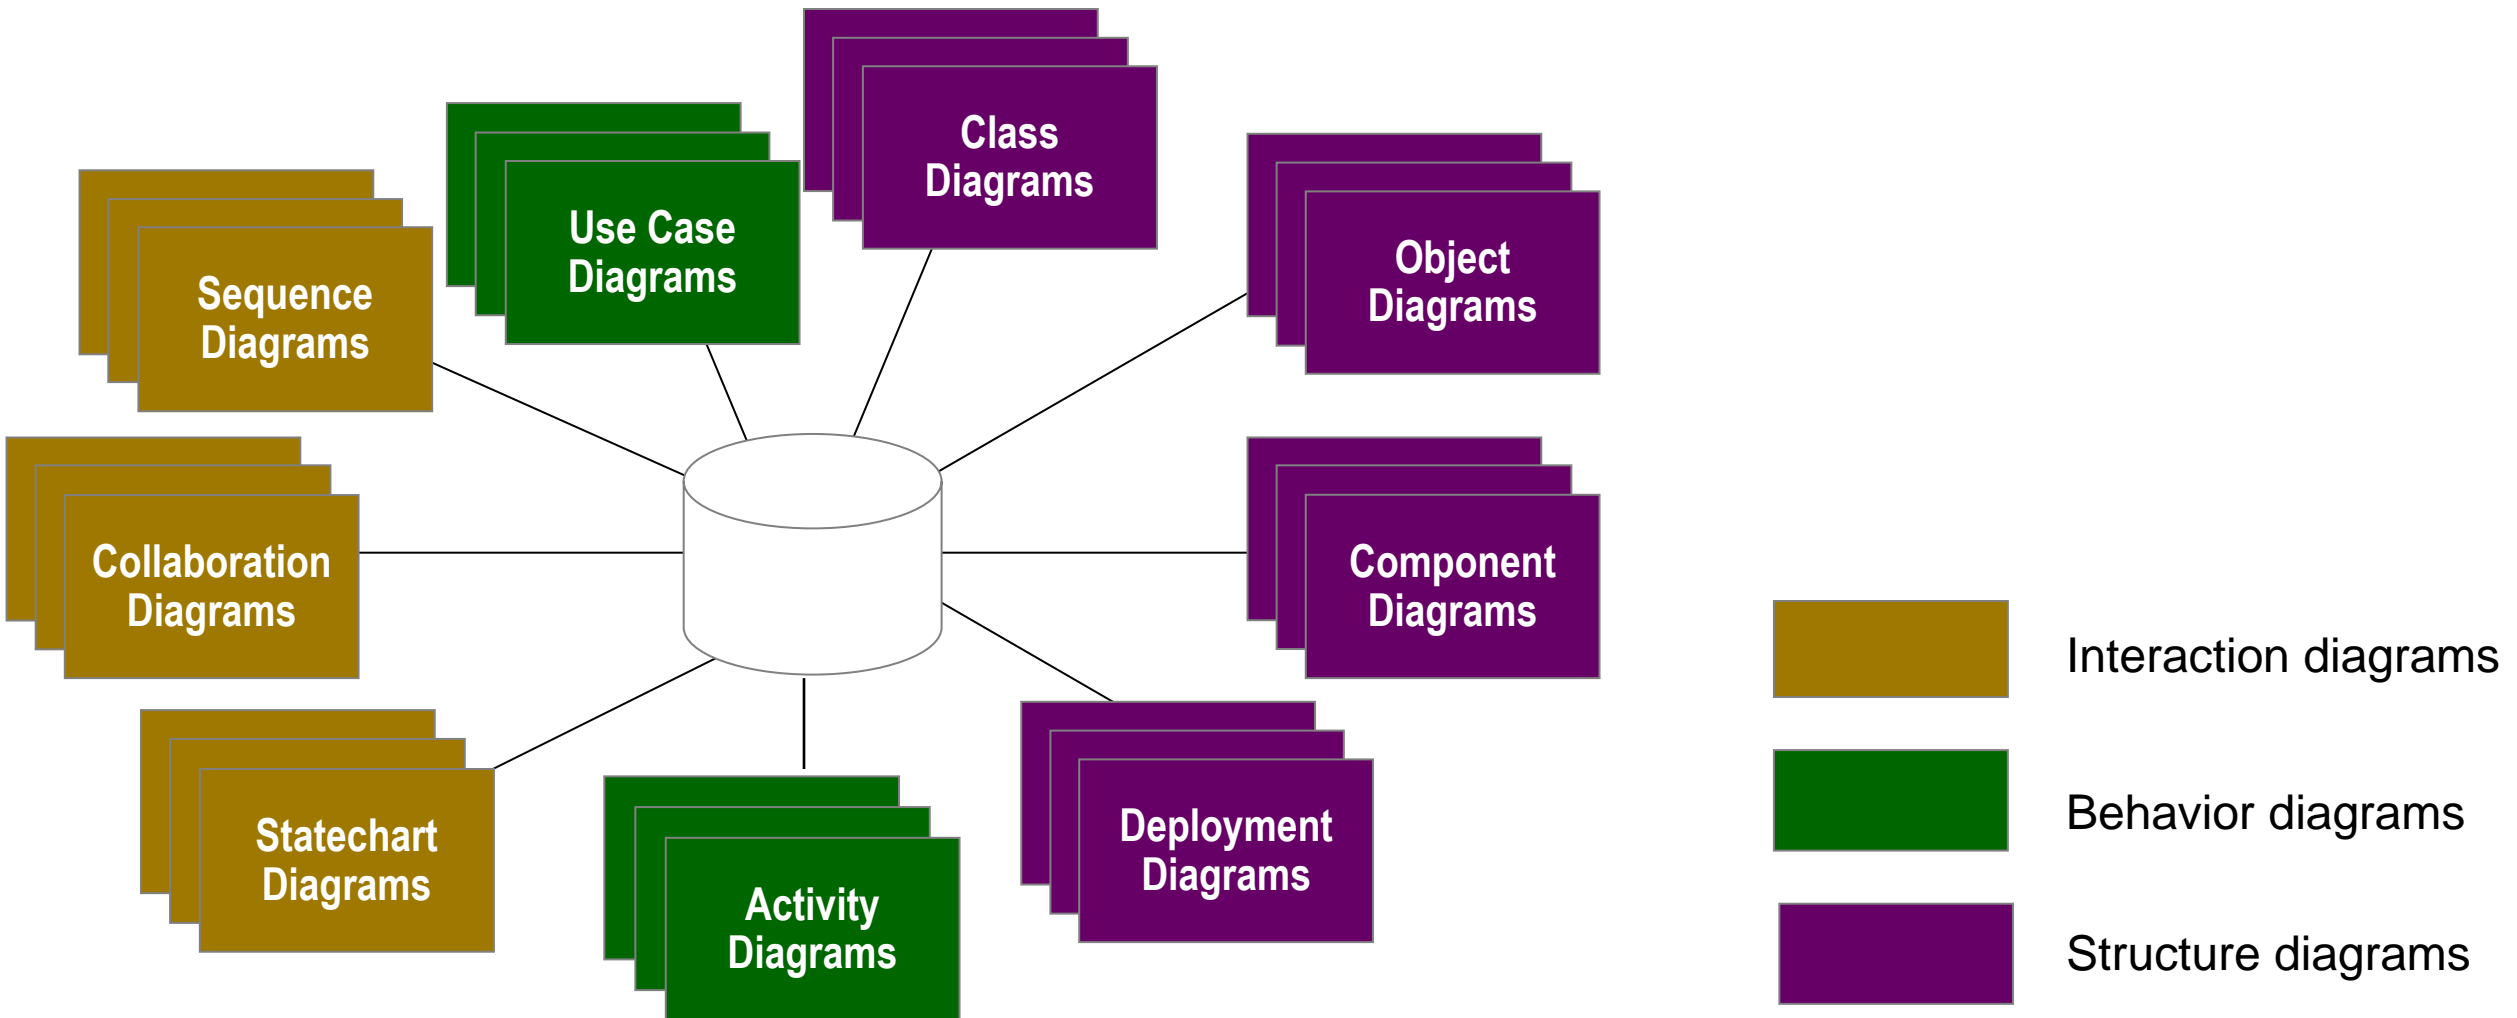 Class
Diagrams
Use Case
Diagrams
Object
Diagrams
Sequence
Diagrams
Collaboration
Diagrams
Component
Diagrams
Statechart
Diagrams
Activity
Diagrams
Deployment
Diagrams
Interaction diagrams
Behavior diagrams
Structure diagrams